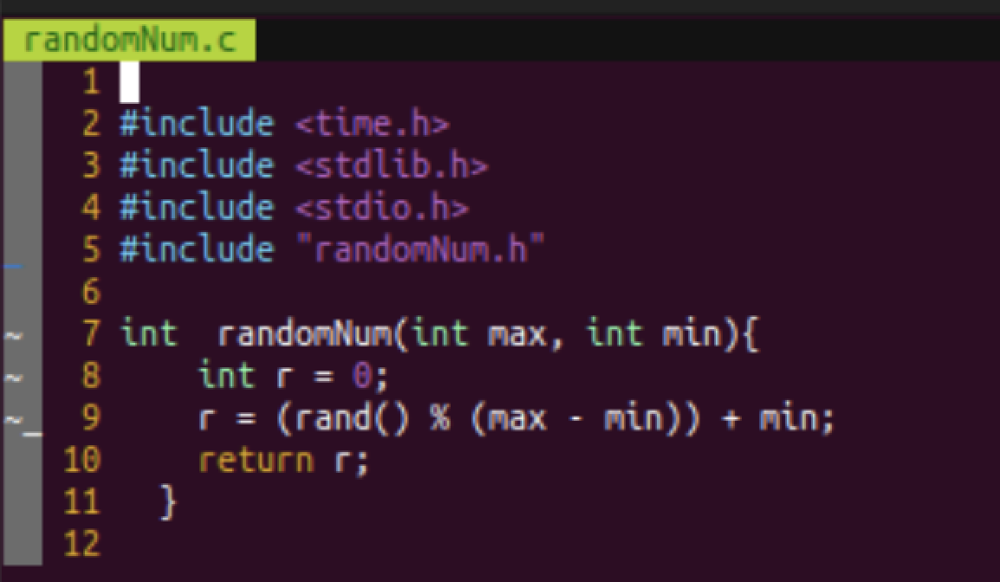 randomNum.c
1
2 #include <time.h>
3 #include <stdlib.h>
4 #include <stdio.h>
_ 5 #include "randomNum.h"
6
~ 7 int  randomNum(int max, int min){
~ 8     int r = 0;
~_ 9     r = (rand() % (max - min)) + min;
10     return r;
11   }
12